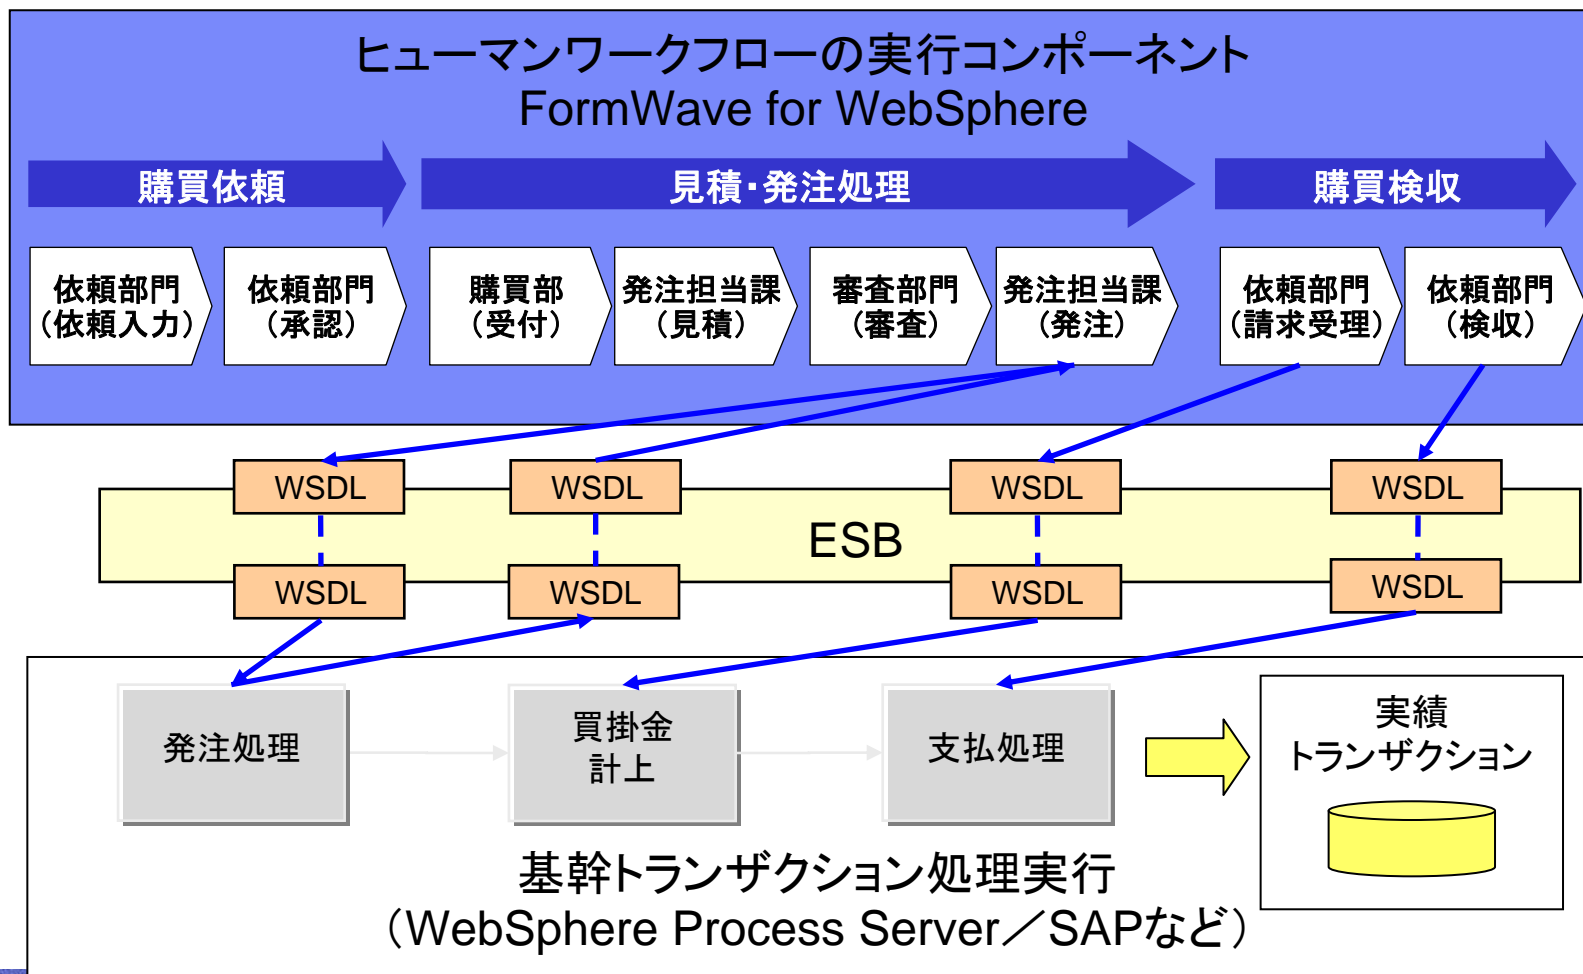 ヒューマンワークフローの実行コンポーネント
FormWave for WebSphere
購買依頼
見積・発注処理
購買検収
依頼部門
（依頼入力）
依頼部門
（承認）
購買部
（受付）
発注担当課
（見積）
審査部門
（審査）
発注担当課
（発注）
依頼部門
（請求受理）
依頼部門
（検収）
WSDL
WSDL
WSDL
WSDL
ESB
WSDL
WSDL
WSDL
WSDL
発注処理
買掛金
計上
支払処理
実績
トランザクション
基幹トランザクション処理実行
（WebSphere Process Server／SAPなど）